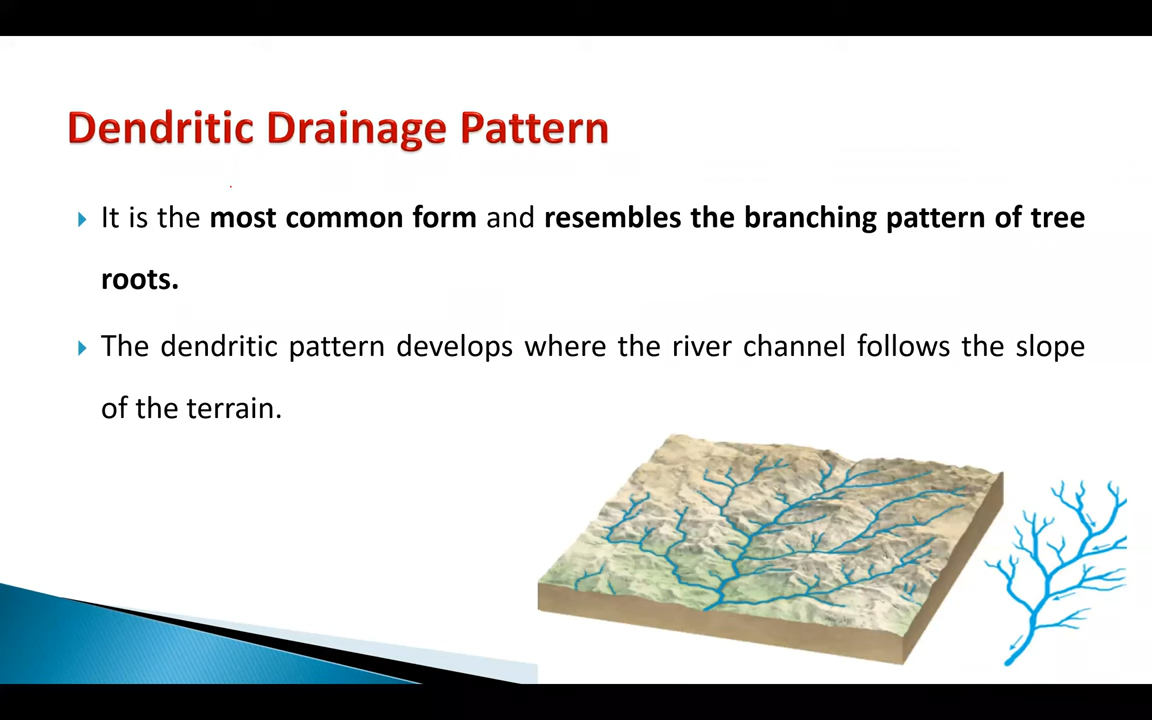 Dendritic Drainage Pattern
It is the most common form and resembles the branching pattern of tree
roots.
The dendritic pattern develops where the river channel follows the slope
of the terrain.